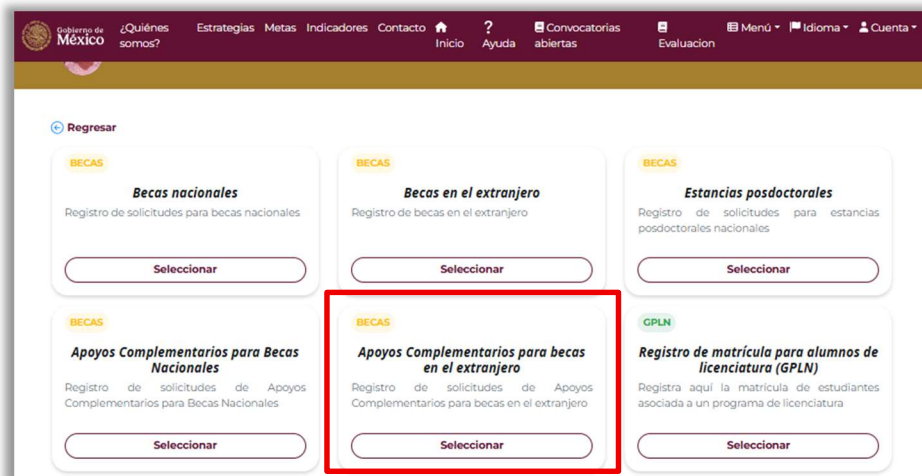 Gobierno de
México
¿Quiénes
somos?
Estrategias
Metas
Indicadores
Contacto
Inicio
?
Ayuda
Convocatorias
abiertas
Evaluacion
Menú
Idioma
Cuenta
Regresar
BECAS
Becas nacionales
Registro de solicitudes para becas nacionales
Seleccionar
BECAS
Becas en el extranjero
Registro de becas en el extranjero
Seleccionar
BECAS
Estancias posdoctorales
Registro de solicitudes para estancias
posdoctorales nacionales
Seleccionar
BECAS
Apoyos Complementarios para Becas
Nacionales
Registro de solicitudes de Apoyos
Complementarios para Becas Nacionales
Seleccionar
BECAS
Apoyos Complementarios para becas
en el extranjero
Registro de solicitudes de Apoyos
Complementarios para becas en el extranjero
Seleccionar
GPLN
Registro de matrícula para alumnos de
licenciatura (GPLN)
Registra aquí la matrícula de estudiantes
asociada a un programa de licenciatura
Seleccionar